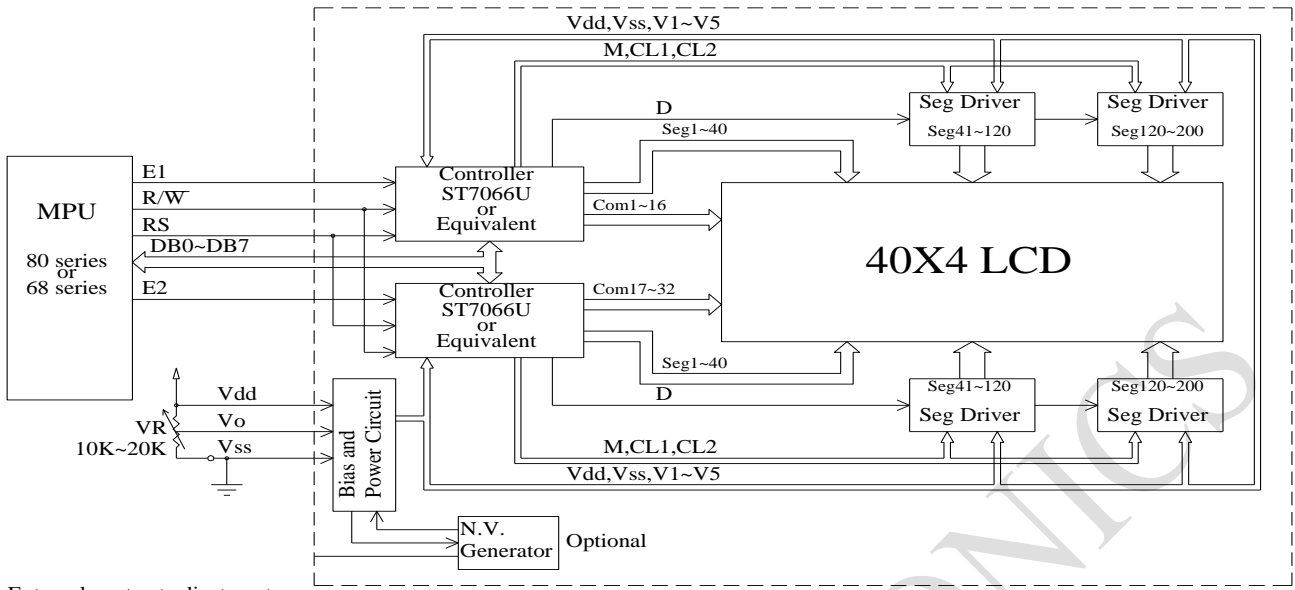 Vdd,Vss,V1~V5
M,CL1,CL2
D
Seg1~40
Seg Driver
Seg41~120
Seg Driver
Seg120~200
MPU
80 series
or
68 series
E1
R/W
RS
DB0~DB7
E2
Controller
ST7066U
or
Equivalent
Com1~16
40X4 LCD
Controller
ST7066U
or
Equivalent
Com17~32
Seg1~40
D
Seg41~120
Seg Driver
Seg120~200
Seg Driver
M,CL1,CL2
Vdd,Vss,V1~V5
Vdd
Vo
Vss
VR
10K~20K
Bias and
Power Circuit
N.V.
Generator
Optional